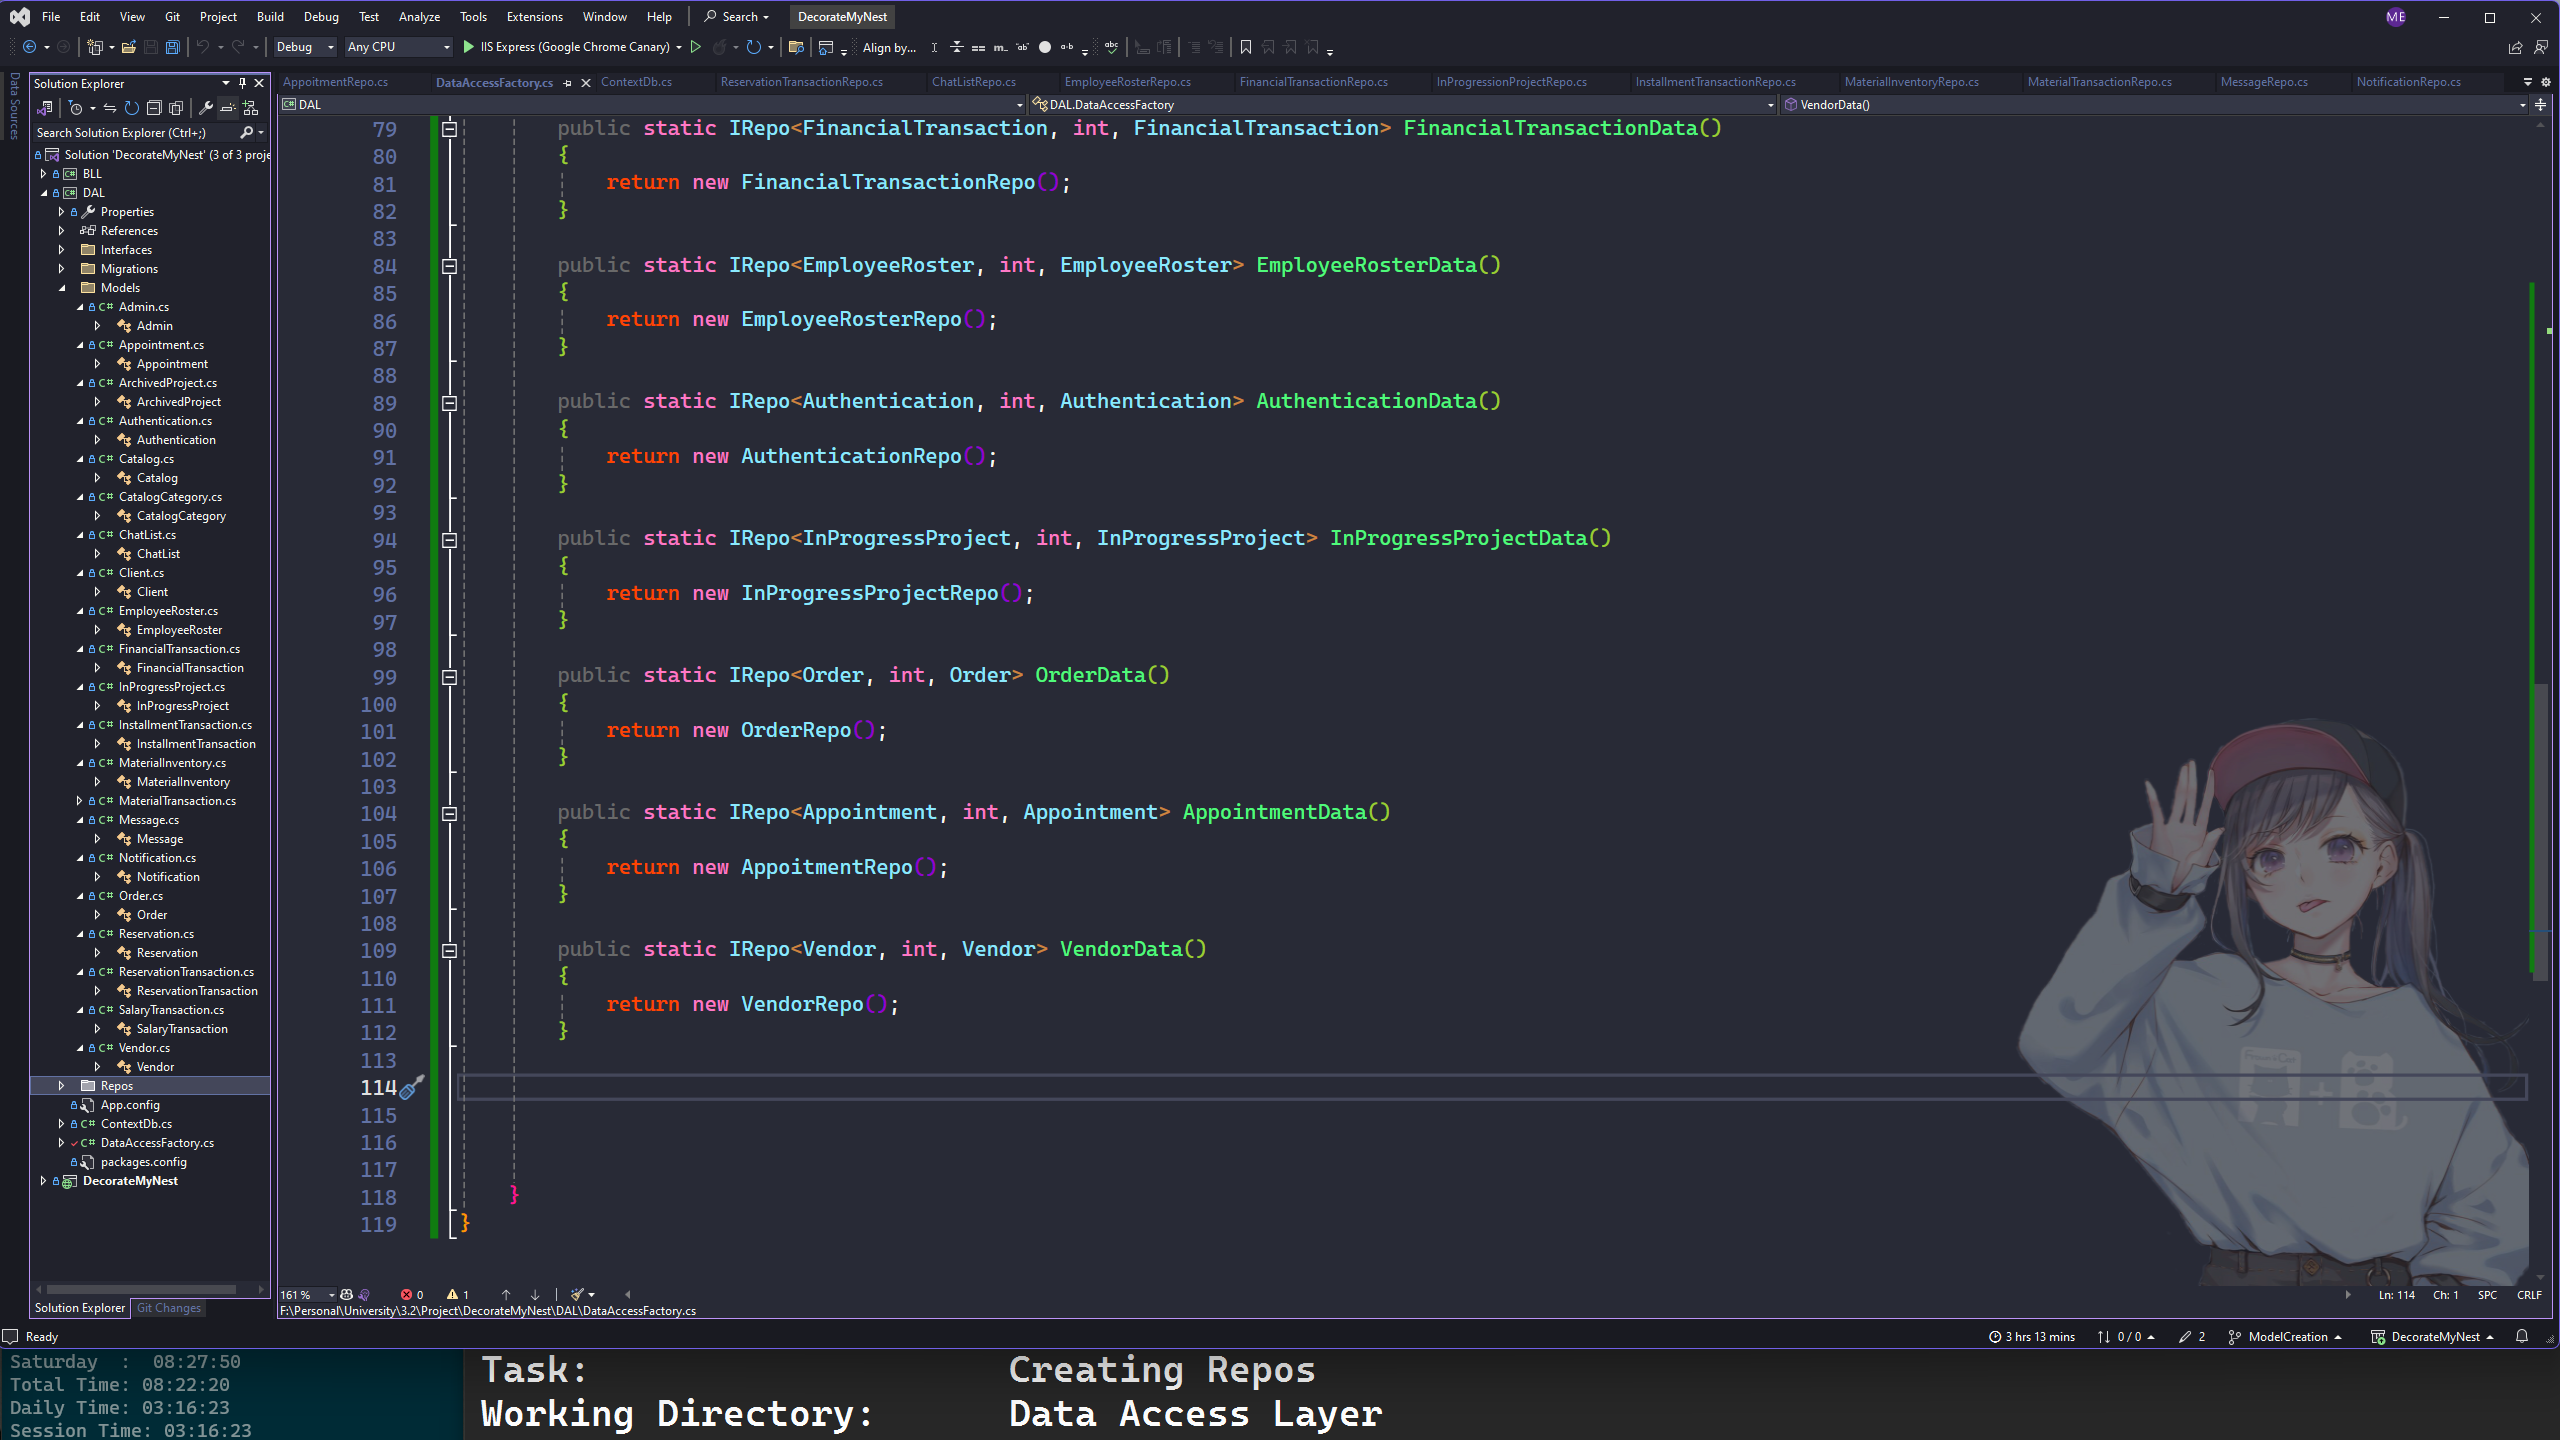 File Edit View Git Project Build Debug Test Analyze Tools Extensions Window Help Search DecorateMyNest ME
Debug Any CPU IIS Express (Google Chrome Canary) Align by...
Data Sources
Solution Explorer
Search Solution Explorer (Ctrl+;)
Solution 'DecorateMyNest' (3 of 3 proje
BLL
DAL
Properties
References
Interfaces
Migrations
Models
Admin.cs
Admin
Appointment.cs
Appointment
ArchivedProject.cs
ArchivedProject
Authentication.cs
Authentication
Catalog.cs
Catalog
CatalogCategory.cs
CatalogCategory
ChatList.cs
ChatList
Client.cs
Client
EmployeeRoster.cs
EmployeeRoster
FinancialTransaction.cs
FinancialTransaction
InProgressProject.cs
InProgressProject
InstallmentTransaction.cs
InstallmentTransaction
MaterialInventory.cs
MaterialInventory
MaterialTransaction.cs
Message.cs
Message
Notification.cs
Notification
Order.cs
Order
Reservation.cs
Reservation
ReservationTransaction.cs
ReservationTransaction
SalaryTransaction.cs
SalaryTransaction
Vendor.cs
Vendor
Repos
App.config
ContextDb.cs
DataAccessFactory.cs
packages.config
DecorateMyNest
Solution Explorer Git Changes
AppoitmentRepo.cs DataAccessFactory.cs ContextDb.cs ReservationTransactionRepo.cs ChatListRepo.cs EmployeeRosterRepo.cs FinancialTransactionRepo.cs InProgressionProjectRepo.cs InstallmentTransactionRepo.cs MaterialInventoryRepo.cs MaterialTransactionRepo.cs MessageRepo.cs NotificationRepo.cs
DAL DAL.DataAccessFactory VendorData()
79 public static IRepo<FinancialTransaction, int, FinancialTransaction> FinancialTransactionData()
80 {
81 return new FinancialTransactionRepo();
82 }
83
84 public static IRepo<EmployeeRoster, int, EmployeeRoster> EmployeeRosterData()
85 {
86 return new EmployeeRosterRepo();
87 }
88
89 public static IRepo<Authentication, int, Authentication> AuthenticationData()
90 {
91 return new AuthenticationRepo();
92 }
93
94 public static IRepo<InProgressProject, int, InProgressProject> InProgressProjectData()
95 {
96 return new InProgressProjectRepo();
97 }
98
99 public static IRepo<Order, int, Order> OrderData()
100 {
101 return new OrderRepo();
102 }
103
104 public static IRepo<Appointment, int, Appointment> AppointmentData()
105 {
106 return new AppoitmentRepo();
107 }
108
109 public static IRepo<Vendor, int, Vendor> VendorData()
110 {
111 return new VendorRepo();
112 }
113
114
115
116
117
118 }
119 }
161 % 0 1 Ln: 114 Ch: 1 SPC CRLF
F:\Personal\University\3.2\Project\DecorateMyNest\DAL\DataAccessFactory.cs
Ready 3 hrs 13 mins 0 / 0 2 ModelCreation DecorateMyNest
Saturday : 08:27:50
Total Time: 08:22:20
Daily Time: 03:16:23
Session Time: 03:16:23
Task: Creating Repos
Working Directory: Data Access Layer